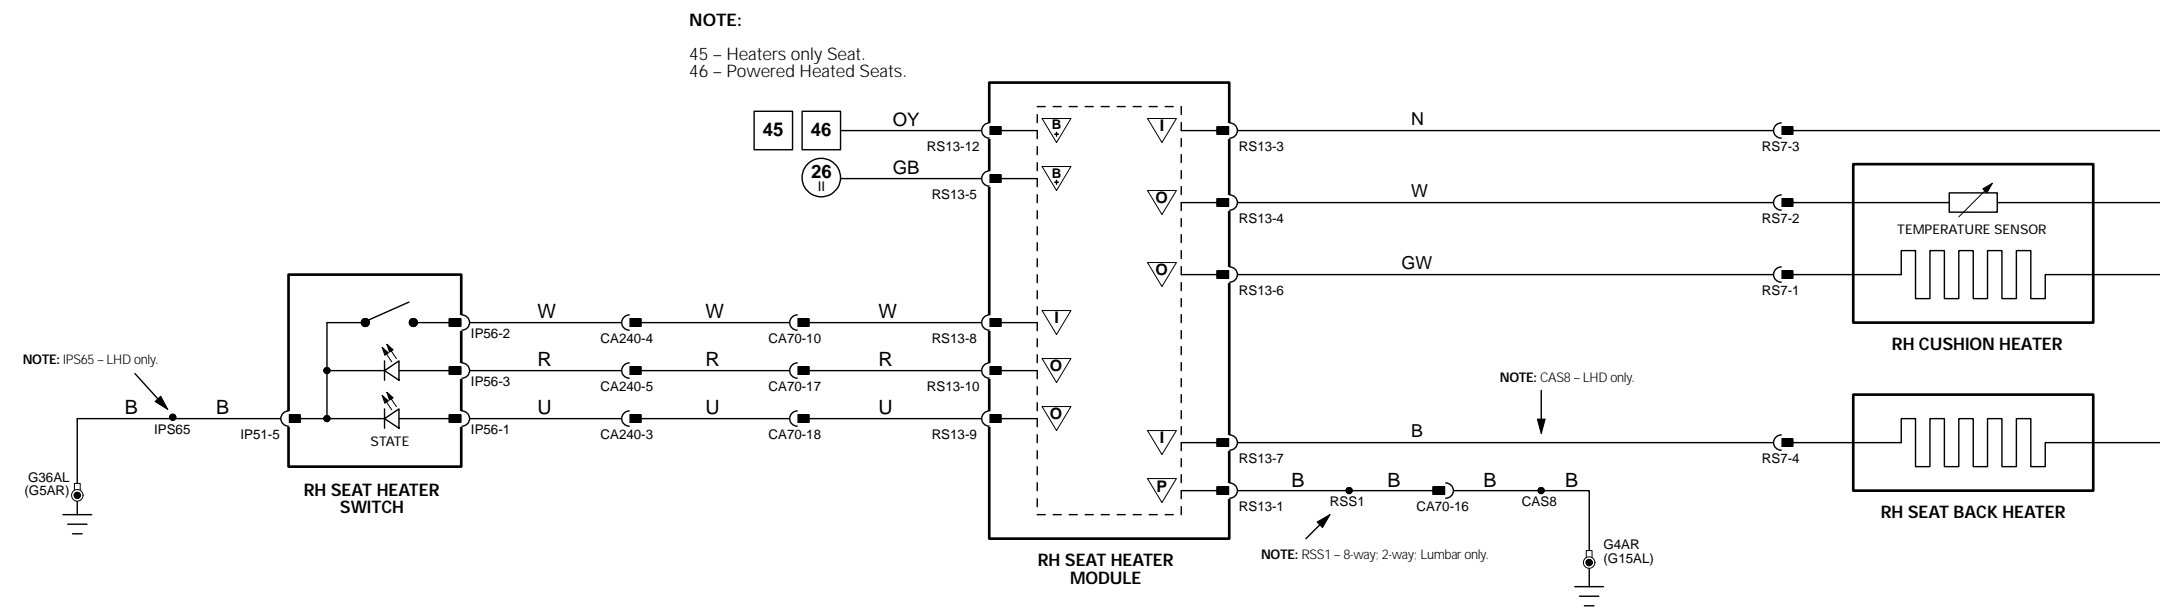 NOTE:
45 – Heaters only Seat.
46 – Powered Heated Seats.
45 46 OY RS13-12
26 II GB RS13-5
B+
B+
I
O
O
I
O
O
I
P
RS13-3 N RS7-3
RS13-4 W RS7-2
TEMPERATURE SENSOR
RS13-6 GW RS7-1
RH CUSHION HEATER
IP56-2 W CA240-4 W CA70-10 W RS13-8
IP56-3 R CA240-5 R CA70-17 R RS13-10
IP56-1 U CA240-3 U CA70-18 U RS13-9
NOTE: IPS65 – LHD only.
B IPS65 B IP51-5
STATE
G36AL
(G5AR)
RH SEAT HEATER
SWITCH
NOTE: CAS8 – LHD only.
RS13-7 B RS7-4
RS13-1 B RSS1 B CA70-16 B CAS8 B
RH SEAT BACK HEATER
NOTE: RSS1 – 8-way; 2-way; Lumbar only.
G4AR
(G15AL)
RH SEAT HEATER
MODULE